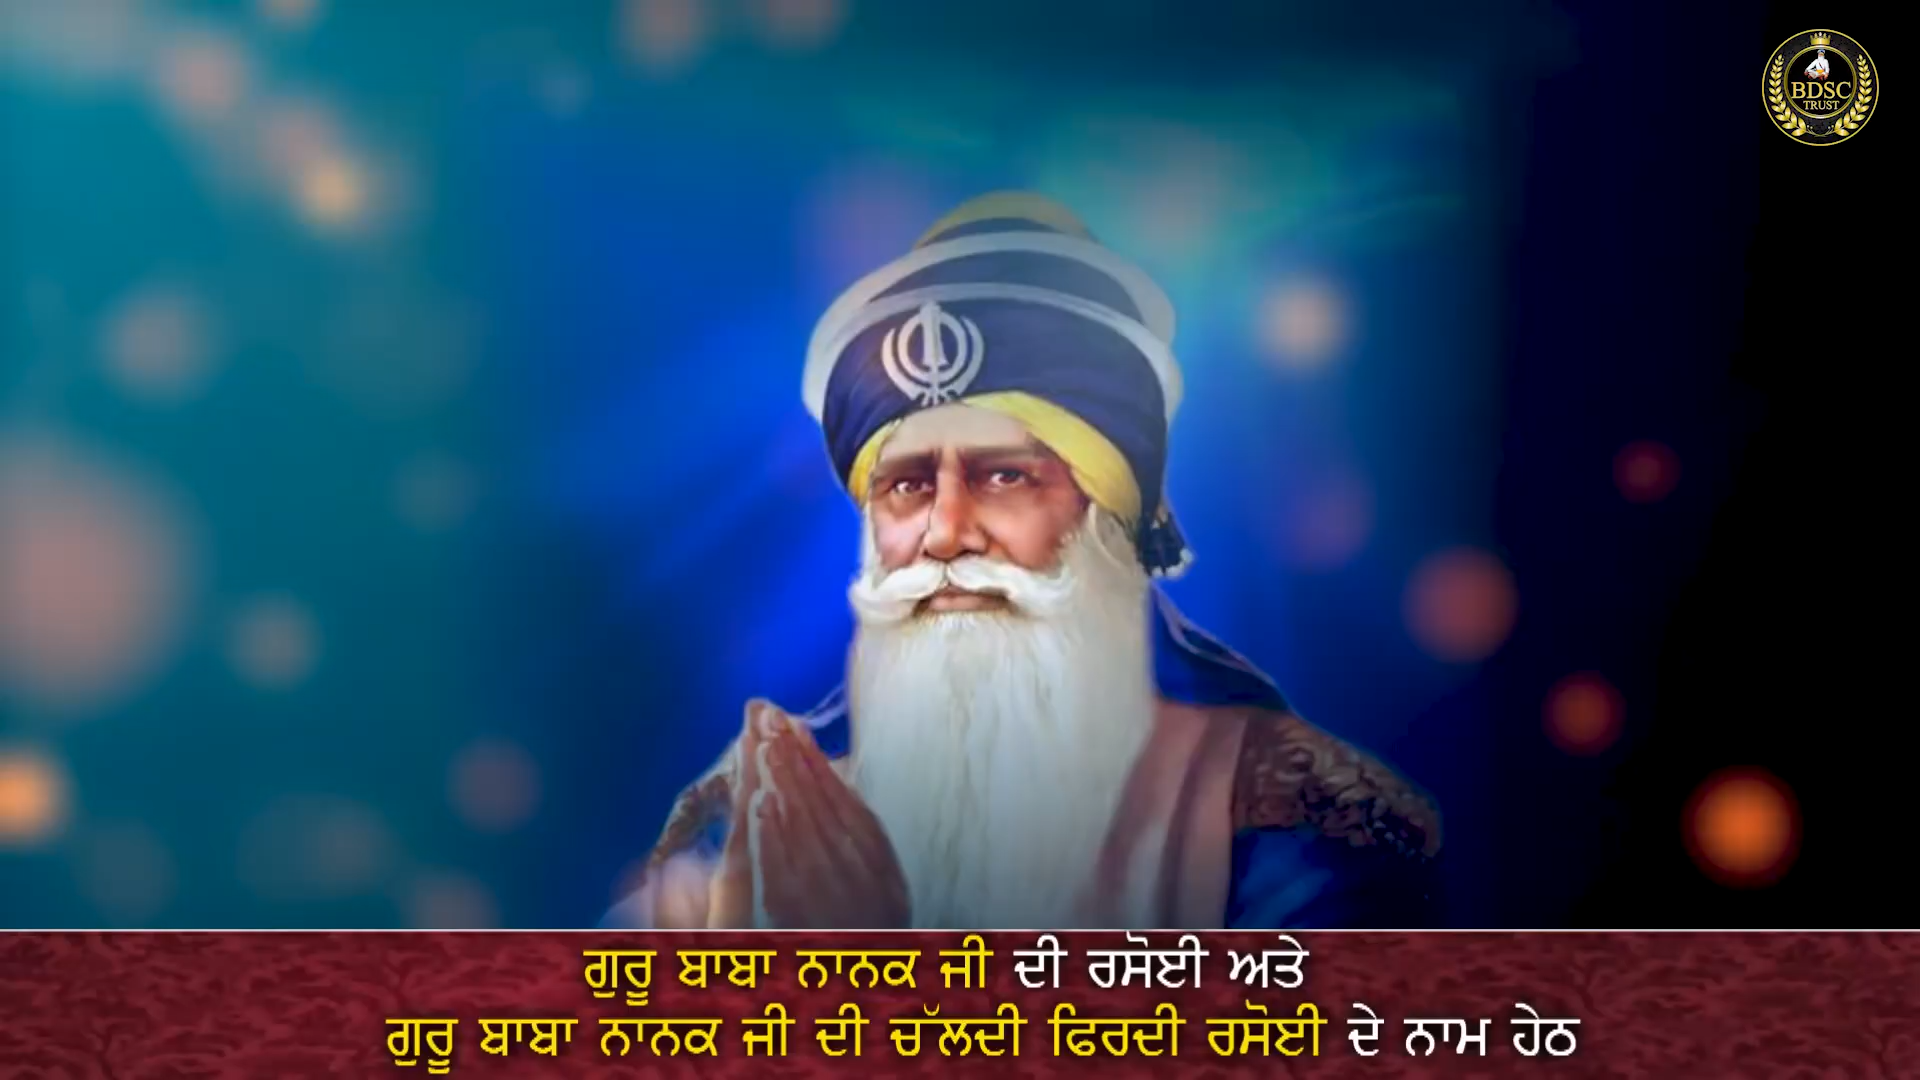 BDSC
TRUST
ਗੁਰੂ ਬਾਬਾ ਨਾਨਕ ਜੀ ਦੀ ਰਸੋਈ ਅਤੇ
ਗੁਰੂ ਬਾਬਾ ਨਾਨਕ ਜੀ ਦੀ ਚੱਲਦੀ ਫਿਰਦੀ ਰਸੋਈ ਦੇ ਨਾਮ ਹੇਠ